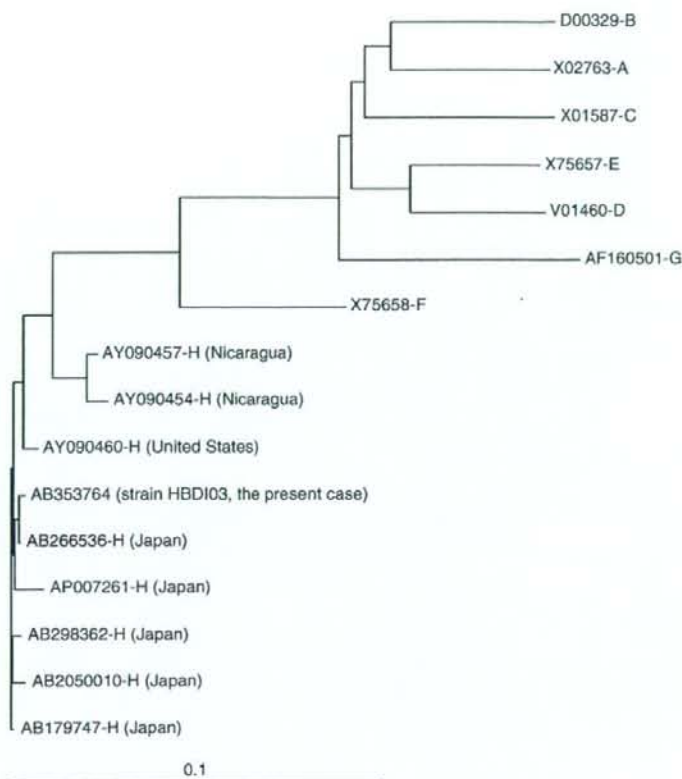 D00329-B
X02763-A
X01587-C
X75657-E
V01460-D
AF160501-G
X75658-F
AY090457-H (Nicaragua)
AY090454-H (Nicaragua)
AY090460-H (United States)
AB353764 (strain HBDI03, the present case)
AB266536-H (Japan)
AP007261-H (Japan)
AB298362-H (Japan)
AB2050010-H (Japan)
AB179747-H (Japan)
0.1